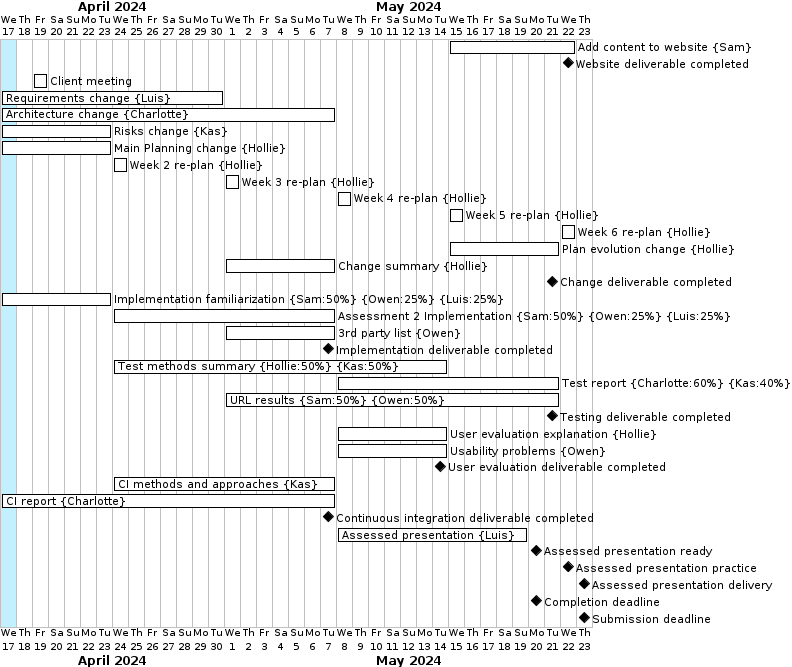 April 2024 May 2024
We Th Fr Sa Su Mo Tu We Th Fr Sa Su Mo Tu We Th Fr Sa Su Mo Tu We Th Fr Sa Su Mo Tu We Th Fr Sa Su Mo Tu We Th
17 18 19 20 21 22 23 24 25 26 27 28 29 30 1 2 3 4 5 6 7 8 9 10 11 12 13 14 15 16 17 18 19 20 21 22 23
Add content to website {Sam}
Website deliverable completed
Client meeting
Requirements change {Luis}
Architecture change {Charlotte}
Risks change {Kas}
Main Planning change {Hollie}
Week 2 re-plan {Hollie}
Week 3 re-plan {Hollie}
Week 4 re-plan {Hollie}
Week 5 re-plan {Hollie}
Week 6 re-plan {Hollie}
Plan evolution change {Hollie}
Change summary {Hollie}
Change deliverable completed
Implementation familiarization {Sam:50%} {Owen:25%} {Luis:25%}
Assessment 2 Implementation {Sam:50%} {Owen:25%} {Luis:25%}
3rd party list {Owen}
Implementation deliverable completed
Test methods summary {Hollie:50%} {Kas:50%}
Test report {Charlotte:60%} {Kas:40%}
URL results {Sam:50%} {Owen:50%}
Testing deliverable completed
User evaluation explanation {Hollie}
Usability problems {Owen}
User evaluation deliverable completed
CI methods and approaches {Kas}
CI report {Charlotte}
Continuous integration deliverable completed
Assessed presentation {Luis}
Assessed presentation ready
Assessed presentation practice
Assessed presentation delivery
Completion deadline
Submission deadline
We Th Fr Sa Su Mo Tu We Th Fr Sa Su Mo Tu We Th Fr Sa Su Mo Tu We Th Fr Sa Su Mo Tu We Th Fr Sa Su Mo Tu We Th
17 18 19 20 21 22 23 24 25 26 27 28 29 30 1 2 3 4 5 6 7 8 9 10 11 12 13 14 15 16 17 18 19 20 21 22 23
April 2024 May 2024